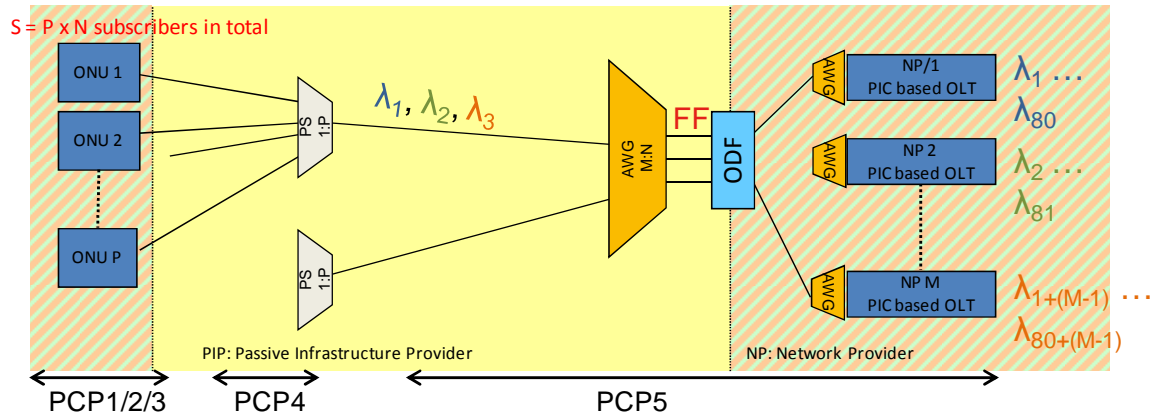 S = P x N subscribers in total
ONU 1
ONU 2
ONU P
PS
1:P
PS
1:P
λ1, λ2, λ3
AWG
M:N
FF
ODF
AWG
NP/1
PIC based OLT
λ1 …
λ80
AWG
NP 2
PIC based OLT
λ2 …
λ81
AWG
NP M
PIC based OLT
λ1+(M-1) …
λ80+(M-1)
PIP: Passive Infrastructure Provider
NP: Network Provider
PCP1/2/3
PCP4
PCP5